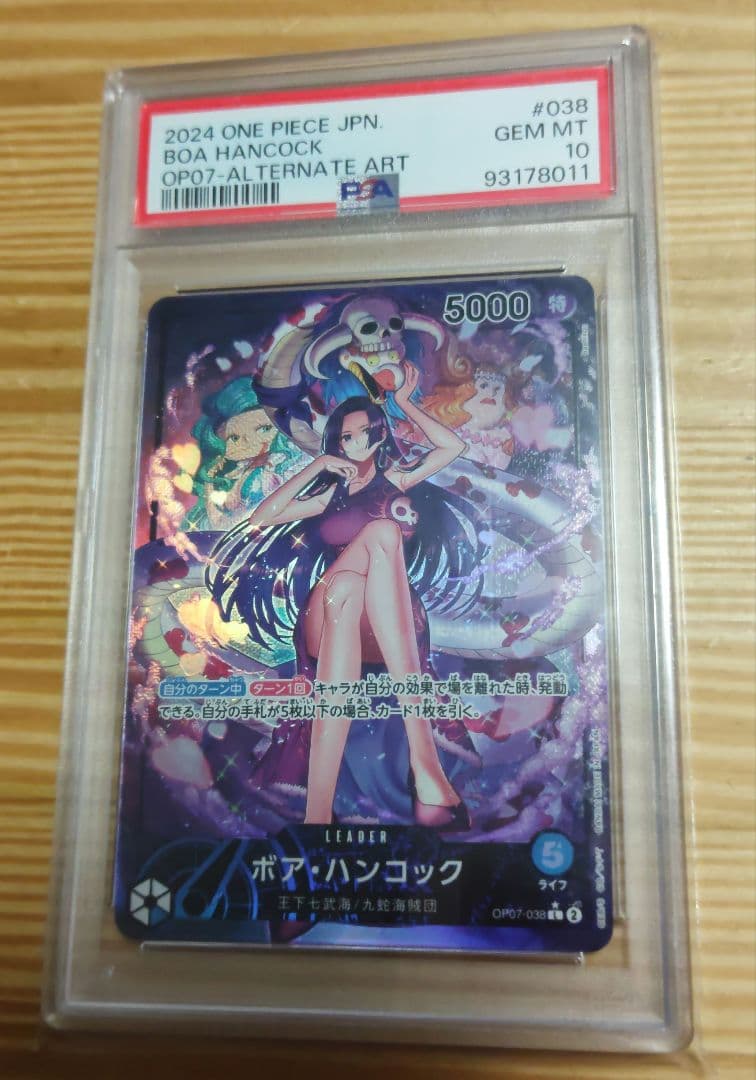 2024 ONE PIECE JPN.
#038
BOA HANCOCK
GEM MT
OP07-ALTERNATE ART
10
PSA
93178011
5000
特
自分のターン中 ターン1回 キャラが自分の効果で場を離れた時、発動
できる。自分の手札が5枚以下の場合、カード1枚を引く。
LEADER
ボア・ハンコック
5
ライフ
王下七武海/九蛇海賊団
OP07-038 L 2